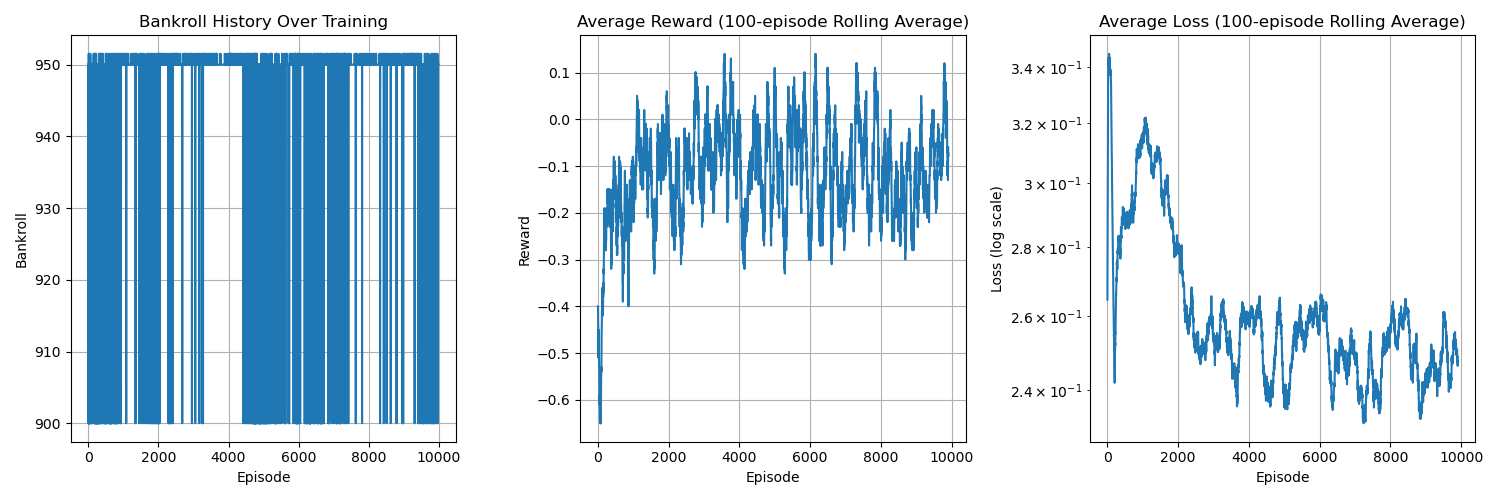 Bankroll History Over Training
950
940
930
920
910
900
Bankroll
0
2000
4000
6000
8000
10000
Episode
Average Reward (100-episode Rolling Average)
0.1
0.0
−0.1
−0.2
−0.3
−0.4
−0.5
−0.6
Reward
0
2000
4000
6000
8000
10000
Episode
Average Loss (100-episode Rolling Average)
3.4 × 10⁻¹
3.2 × 10⁻¹
3 × 10⁻¹
2.8 × 10⁻¹
2.6 × 10⁻¹
2.4 × 10⁻¹
Loss (log scale)
0
2000
4000
6000
8000
10000
Episode